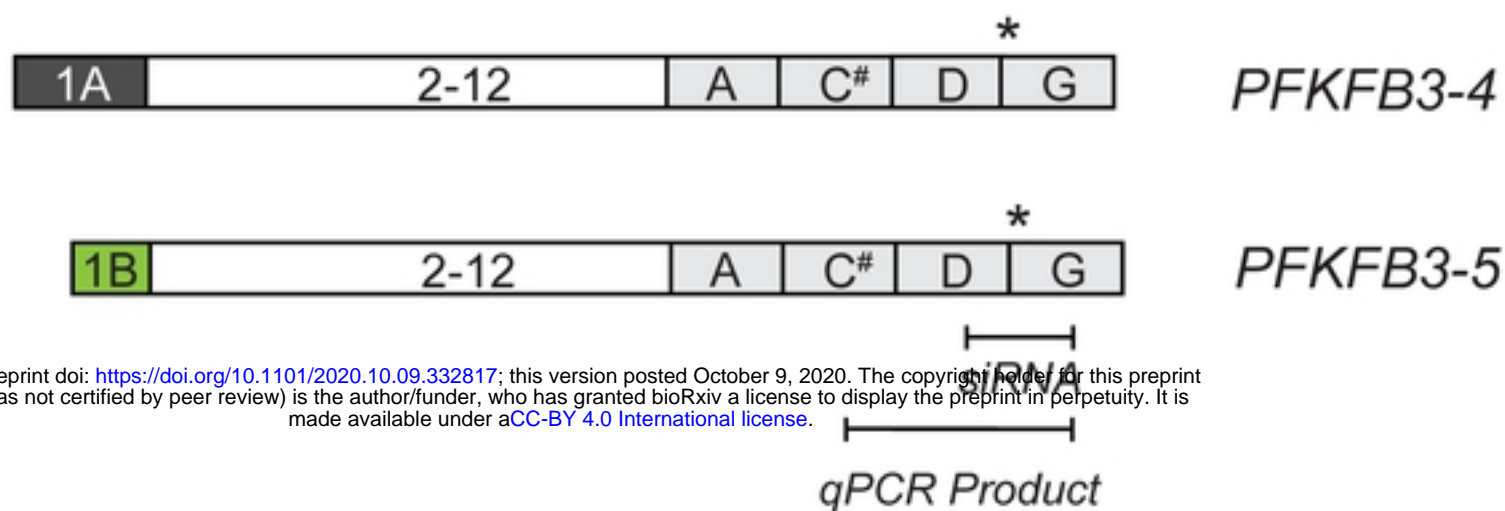 *
1A 2-12 A C# D G PFKFB3-4
*
1B 2-12 A C# D G PFKFB3-5
siRNA
eprint doi: https://doi.org/10.1101/2020.10.09.332817; this version posted October 9, 2020. The copyright holder for this preprint
as not certified by peer review) is the author/funder, who has granted bioRxiv a license to display the preprint in perpetuity. It is
made available under aCC-BY 4.0 International license.
qPCR Product